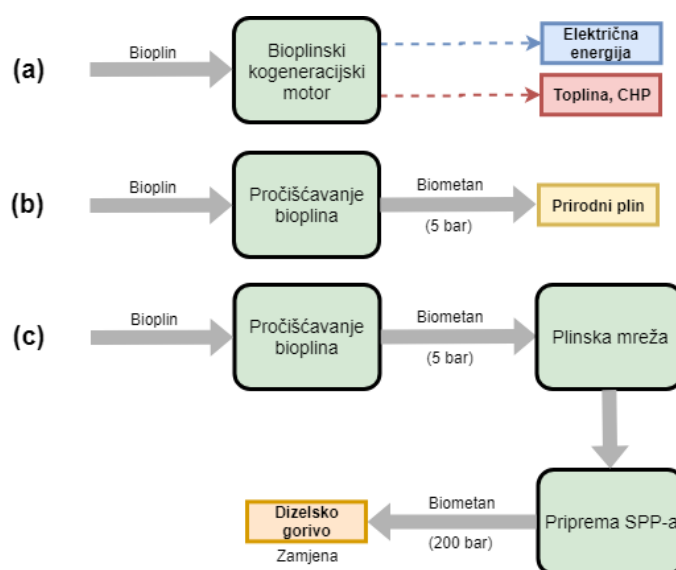 (a)
Bioplin
Bioplinski
kogeneracijski
motor
Električna
energija
Toplina, CHP
(b)
Bioplin
Pročišćavanje
bioplina
Biometan
(5 bar)
Prirodni plin
(c)
Bioplin
Pročišćavanje
bioplina
Biometan
(5 bar)
Plinska mreža
Priprema SPP-a
Biometan
(200 bar)
Dizelsko
gorivo
Zamjena